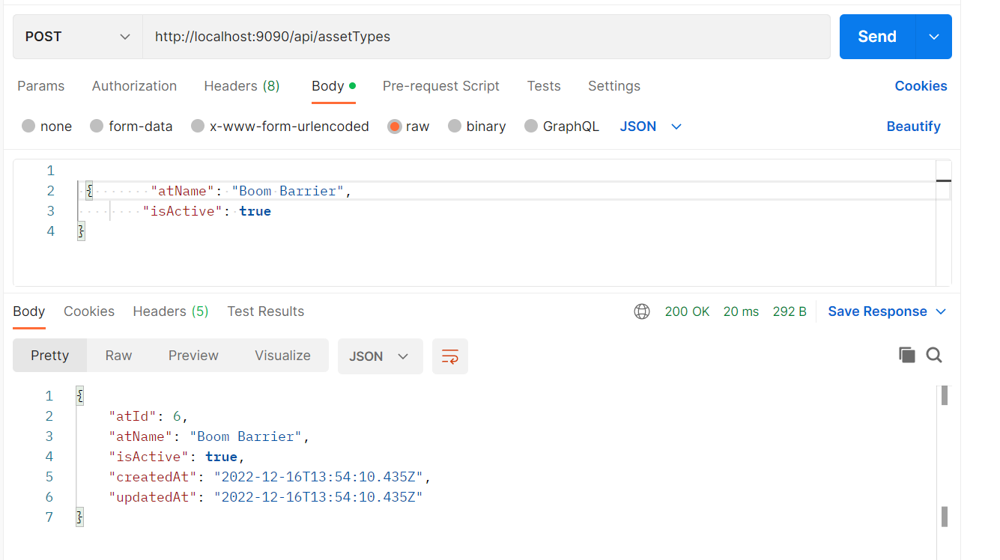 POST http://localhost:9090/api/assetTypes Send
Params Authorization Headers (8) Body Pre-request Script Tests Settings Cookies
none form-data x-www-form-urlencoded raw binary GraphQL JSON Beautify
1
2 { "atName": "Boom Barrier",
3 "isActive": true
4 }
Body Cookies Headers (5) Test Results 200 OK 20 ms 292 B Save Response
Pretty Raw Preview Visualize JSON
1 {
2 "atId": 6,
3 "atName": "Boom Barrier",
4 "isActive": true,
5 "createdAt": "2022-12-16T13:54:10.435Z",
6 "updatedAt": "2022-12-16T13:54:10.435Z"
7 }